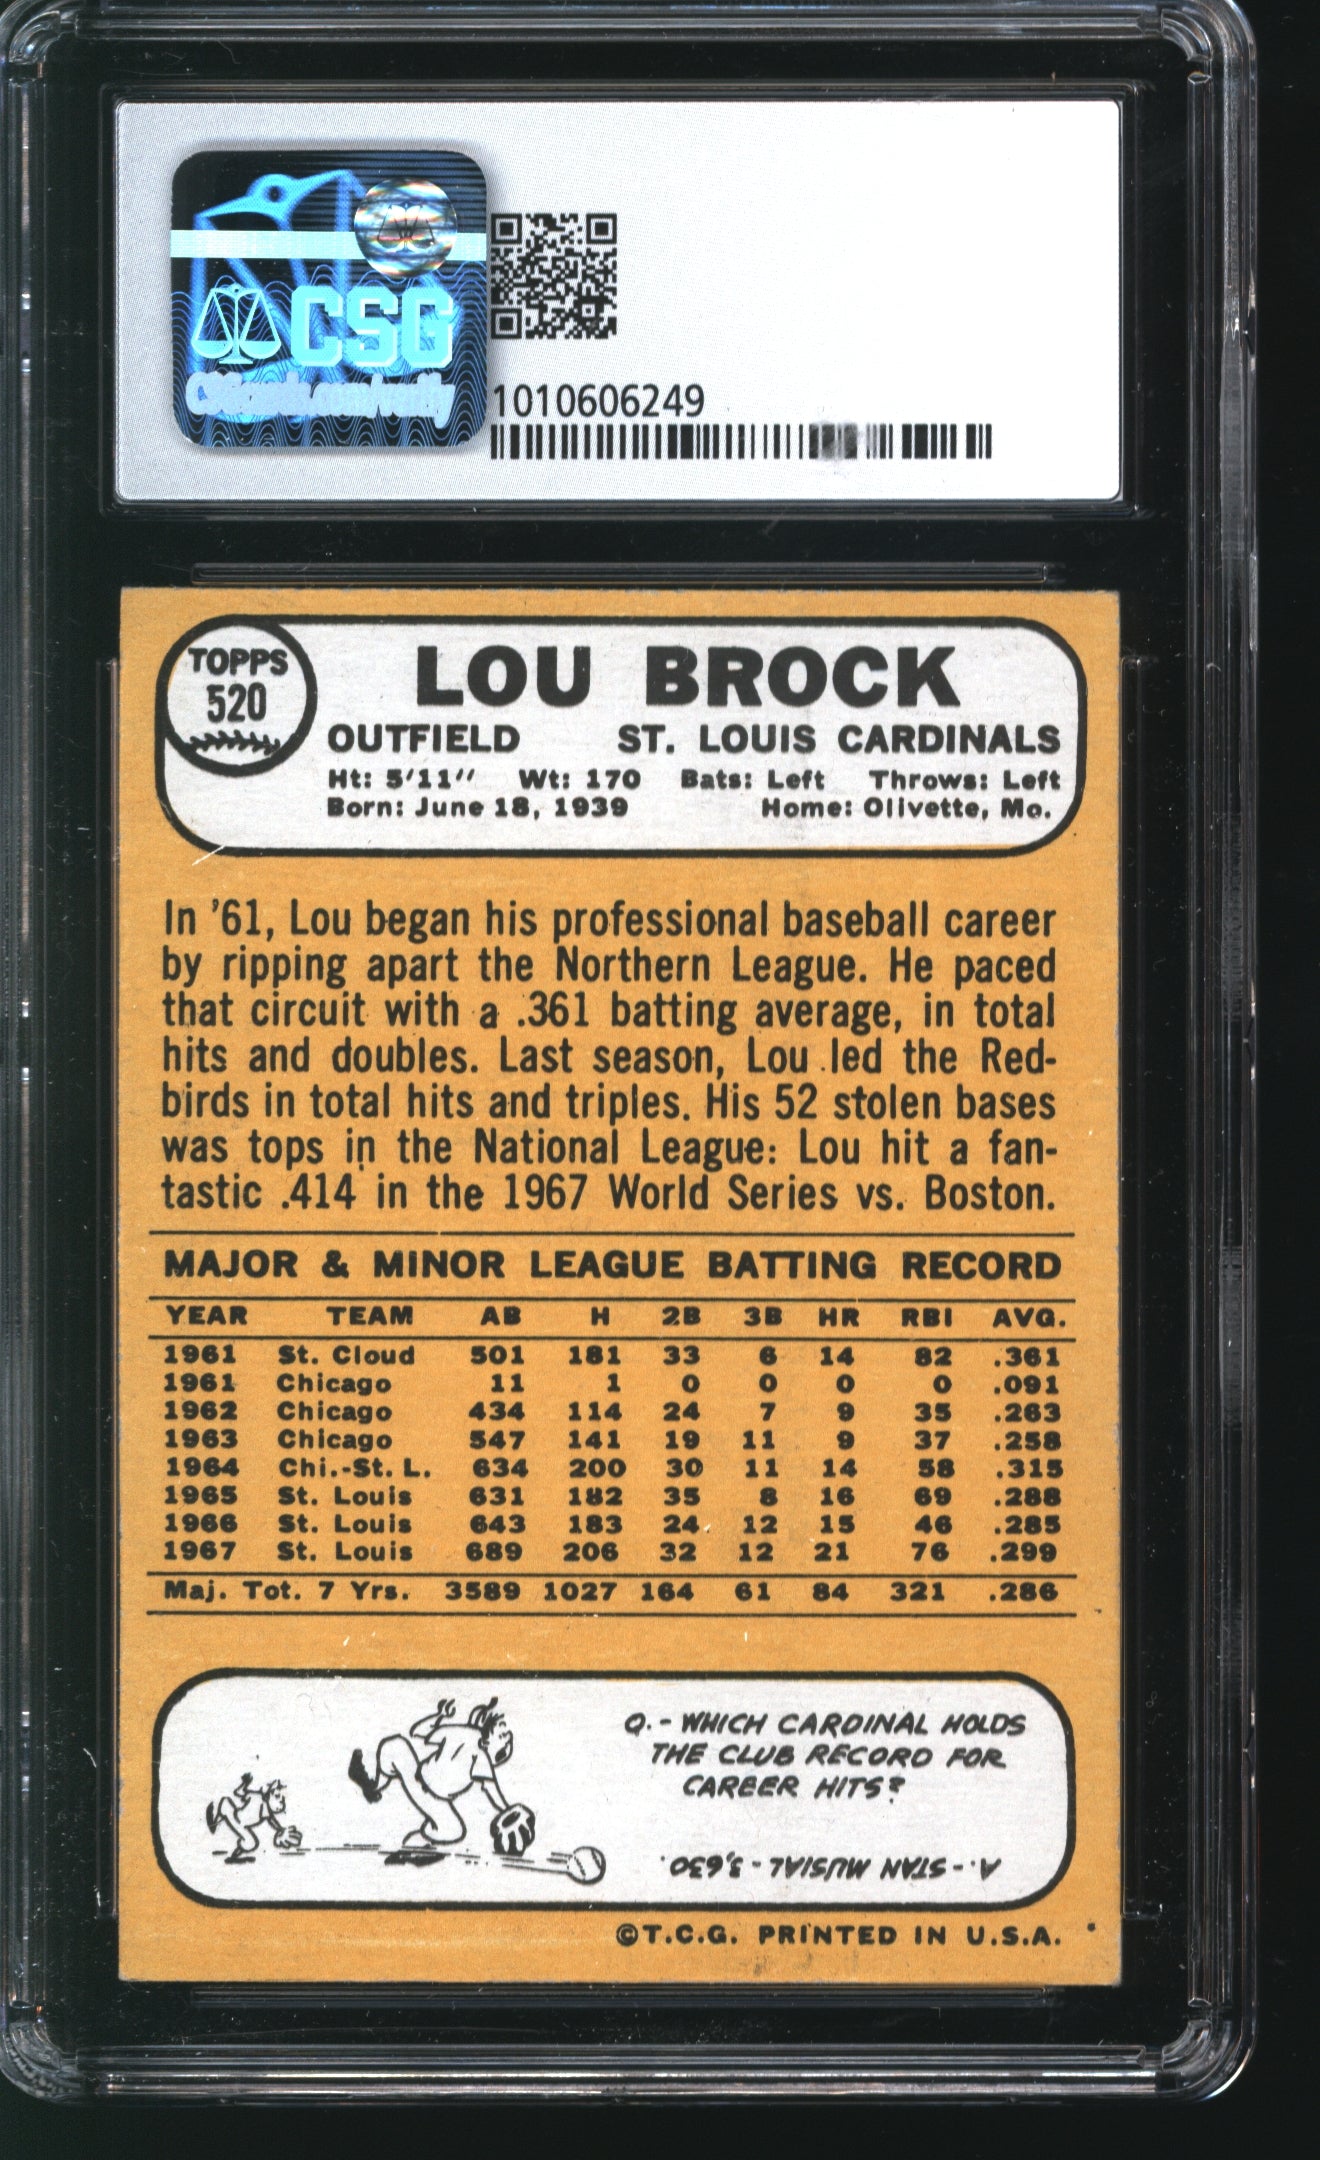 CSG
1010606249
TOPPS
520
LOU BROCK
OUTFIELD ST. LOUIS CARDINALS
Ht: 5'11" Wt: 170 Bats: Left Throws: Left
Born: June 18, 1939 Home: Olivette, Mo.
In '61, Lou began his professional baseball career
by ripping apart the Northern League. He paced
that circuit with a .361 batting average, in total
hits and doubles. Last season, Lou led the Red-
birds in total hits and triples. His 52 stolen bases
was tops in the National League: Lou hit a fan-
tastic .414 in the 1967 World Series vs. Boston.
MAJOR & MINOR LEAGUE BATTING RECORD
YEAR TEAM AB H 2B 3B HR RBI AVG.
1961 St. Cloud 501 181 33 6 14 82 .361
1961 Chicago 11 1 0 0 0 0 .091
1962 Chicago 434 114 24 7 9 35 .263
1963 Chicago 547 141 19 11 9 37 .258
1964 Chi.-St. L. 634 200 30 11 14 58 .315
1965 St. Louis 631 182 35 8 16 69 .288
1966 St. Louis 643 183 24 12 15 46 .285
1967 St. Louis 689 206 32 12 21 76 .299
Maj. Tot. 7 Yrs. 3589 1027 164 61 84 321 .286
Q.- WHICH CARDINAL HOLDS
THE CLUB RECORD FOR
CAREER HITS?
A.- STAN MUSIAL - 3,630.
©T.C.G. PRINTED IN U.S.A.